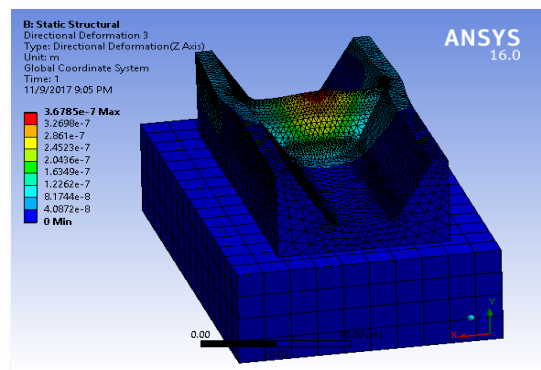 B: Static Structural
Directional Deformation 3
Type: Directional Deformation(Z Axis)
Unit: m
Global Coordinate System
Time: 1
11/9/2017 9:05 PM
ANSYS
16.0
3.6785e-7 Max
3.2698e-7
2.861e-7
2.4523e-7
2.0436e-7
1.6349e-7
1.2262e-7
8.1744e-8
4.0872e-8
0 Min
0.00
Y
X